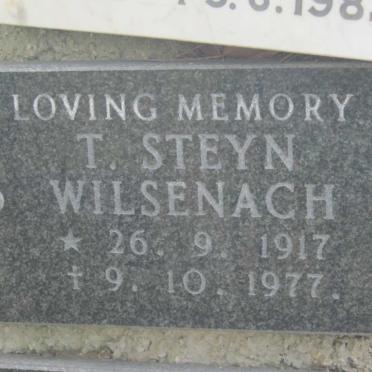 LOVING MEMORY
T. STEYN
WILSENACH
★ 26. 9. 1917
† 9. 10. 1977.